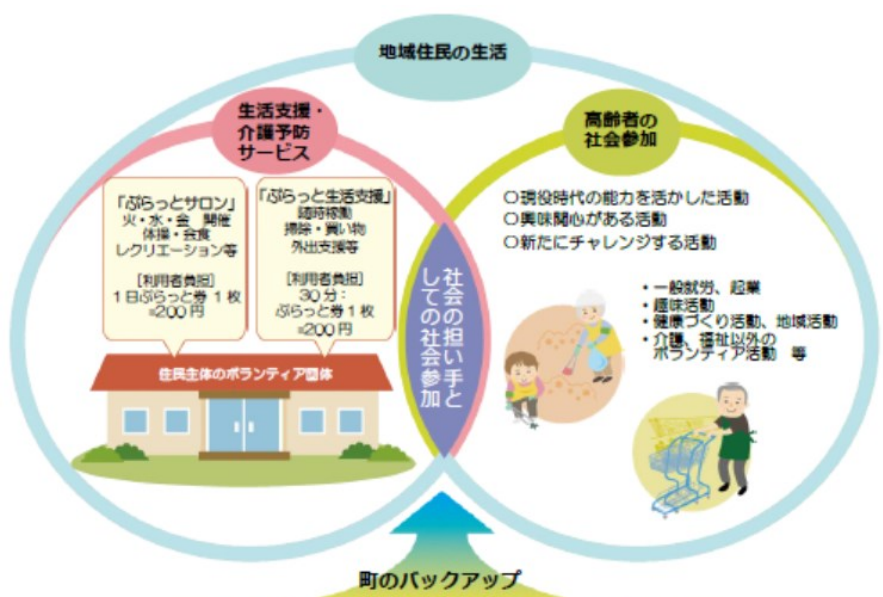 地域住民の生活
生活支援・
介護予防
サービス
高齢者の
社会参加
「ぷらっとサロン」
火・水・金 開催
体操・会食
レクリエーション等
［利用者負担］
1日ぷらっと券 1 枚
=200 円
「ぷらっと生活支援」
随時稼働
掃除・買い物
外出支援等
［利用者負担］
30 分：
ぷらっと券 1 枚
=200 円
住民主体のボランティア団体
社会の担い手と
しての社会参加
○現役時代の能力を活かした活動
○興味関心がある活動
○新たにチャレンジする活動
・一般就労、起業
・趣味活動
・健康づくり活動、地域活動
・介護、福祉以外の
ボランティア活動 等
町のバックアップ